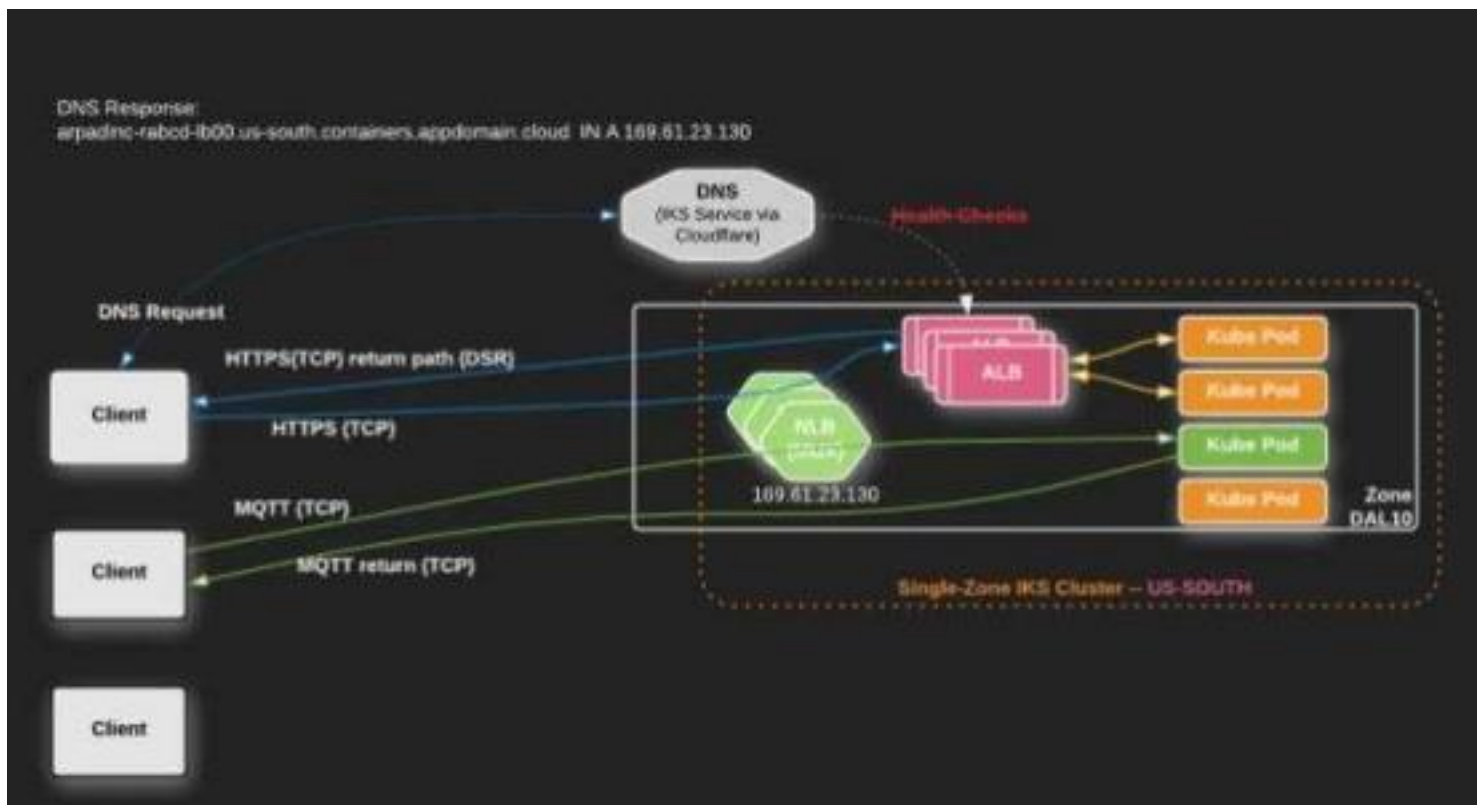 DNS Response:
arpadinc-rabcd-lb00.us-south.containers.appdomain.cloud IN A 169.61.23.130
DNS
(IKS Service via
Cloudflare)
Health Checks
DNS Request
HTTPS(TCP) return path (DSR)
Client
HTTPS (TCP)
ALB
ALB
Kube Pod
Kube Pod
Kube Pod
Kube Pod
NLB
169.61.23.130
Zone
DAL10
MQTT (TCP)
Client
MQTT return (TCP)
Single-Zone IKS Cluster – US-SOUTH
Client